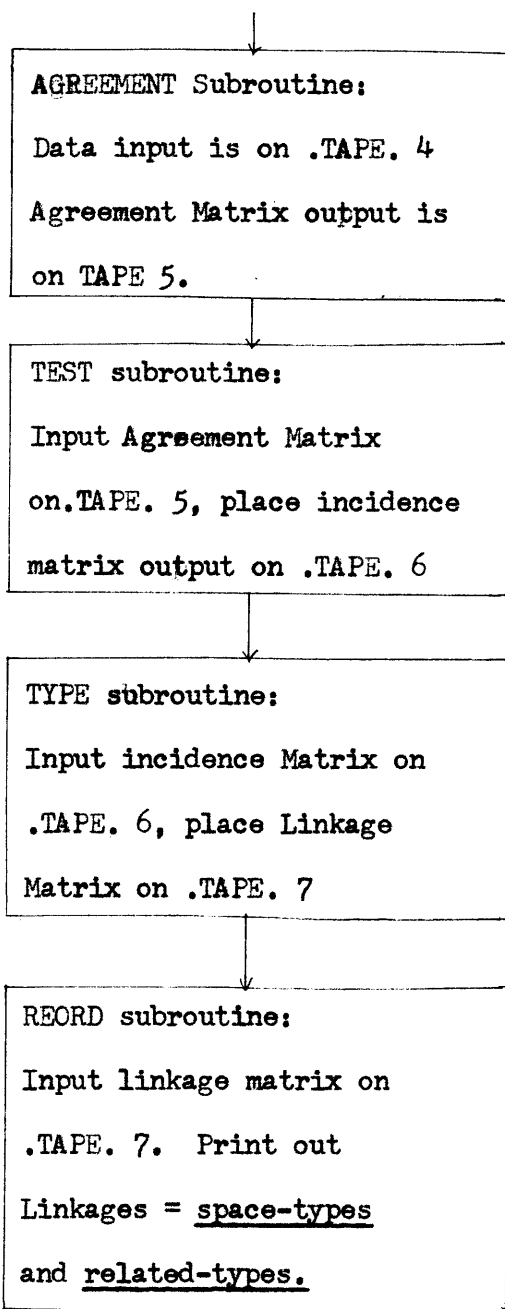 AGREEMENT Subroutine:
Data input is on .TAPE. 4
Agreement Matrix output is
on TAPE 5.
TEST subroutine:
Input Agreement Matrix
on.TAPE. 5, place incidence
matrix output on .TAPE. 6
TYPE subroutine:
Input incidence Matrix on
.TAPE. 6, place Linkage
Matrix on .TAPE. 7
REORD subroutine:
Input linkage matrix on
.TAPE. 7. Print out
Linkages = space-types
and related-types.